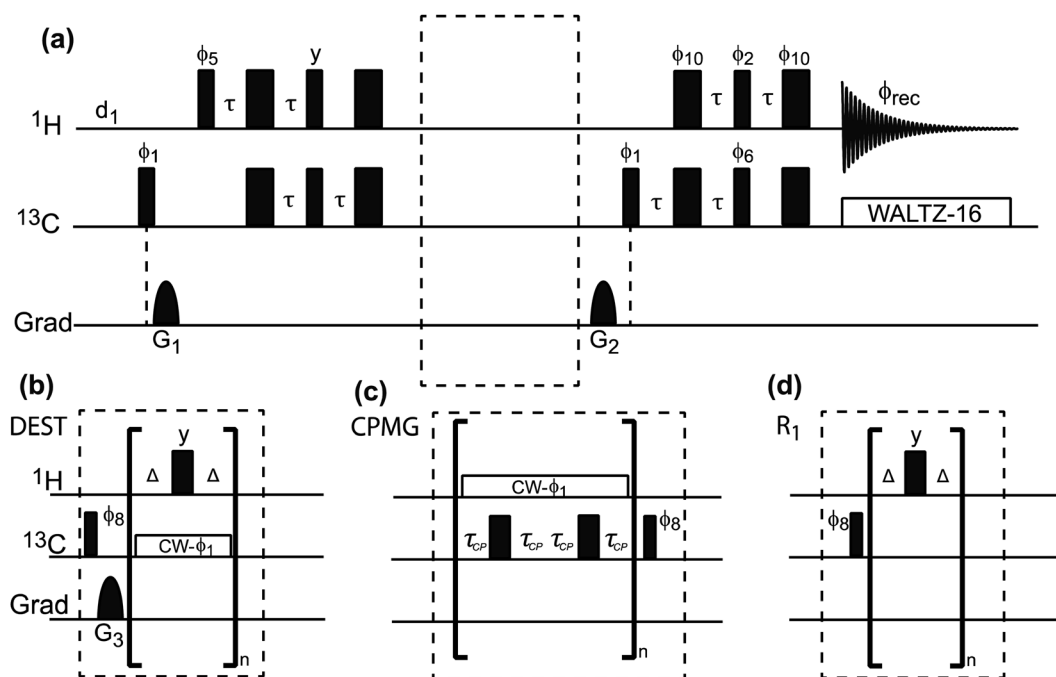 (a)
ϕ5 y ϕ10 ϕ2 ϕ10
τ τ τ τ ϕrec
1H d1
ϕ1 ϕ1 ϕ6
τ τ τ τ
13C WALTZ-16
Grad
G1 G2
(b) (c) (d)
DEST CPMG R1
y y
1H Δ Δ CW-ϕ1 Δ Δ
ϕ8 ϕ8 ϕ8
13C CW-ϕ1 τCP τCP τCP τCP
Grad
G3
n n n